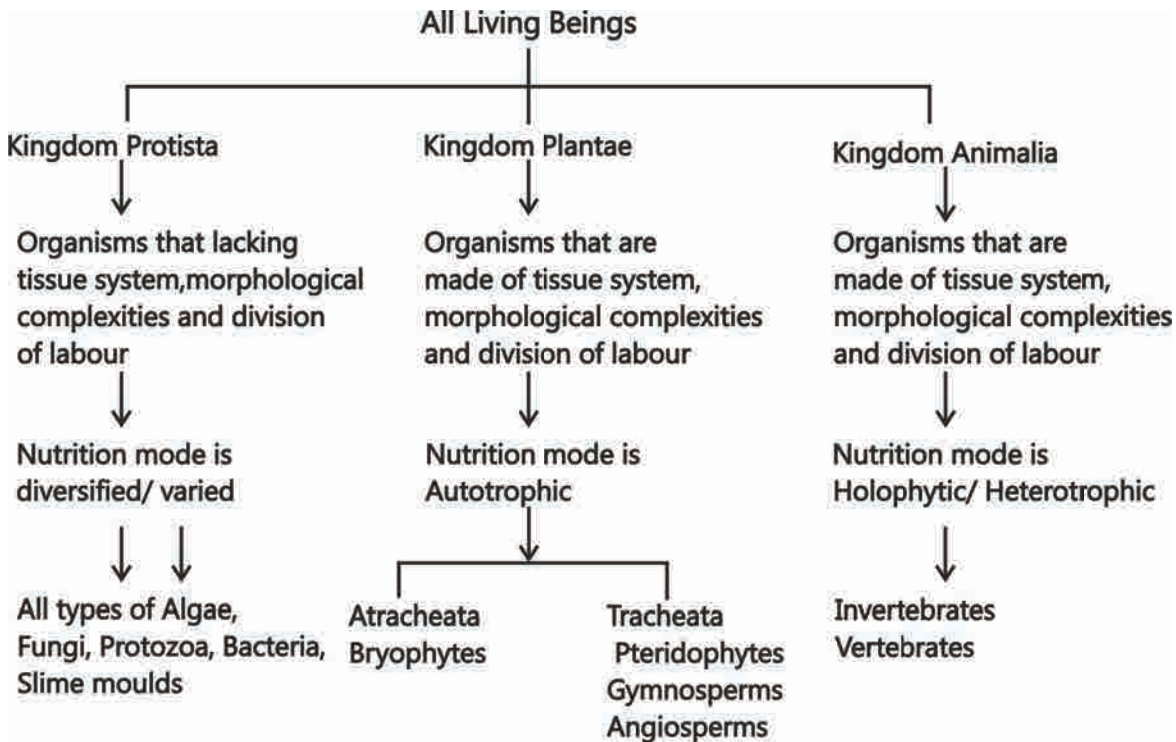 All Living Beings
Kingdom Protista
Organisms that lacking
tissue system,morphological
complexities and division
of labour
Nutrition mode is
diversified/ varied
All types of Algae,
Fungi, Protozoa, Bacteria,
Slime moulds
Kingdom Plantae
Organisms that are
made of tissue system,
morphological complexities
and division of labour
Nutrition mode is
Autotrophic
Atracheata
Bryophytes
Tracheata
Pteridophytes
Gymnosperms
Angiosperms
Kingdom Animalia
Organisms that are
made of tissue system,
morphological complexities
and division of labour
Nutrition mode is
Holophytic/ Heterotrophic
Invertebrates
Vertebrates